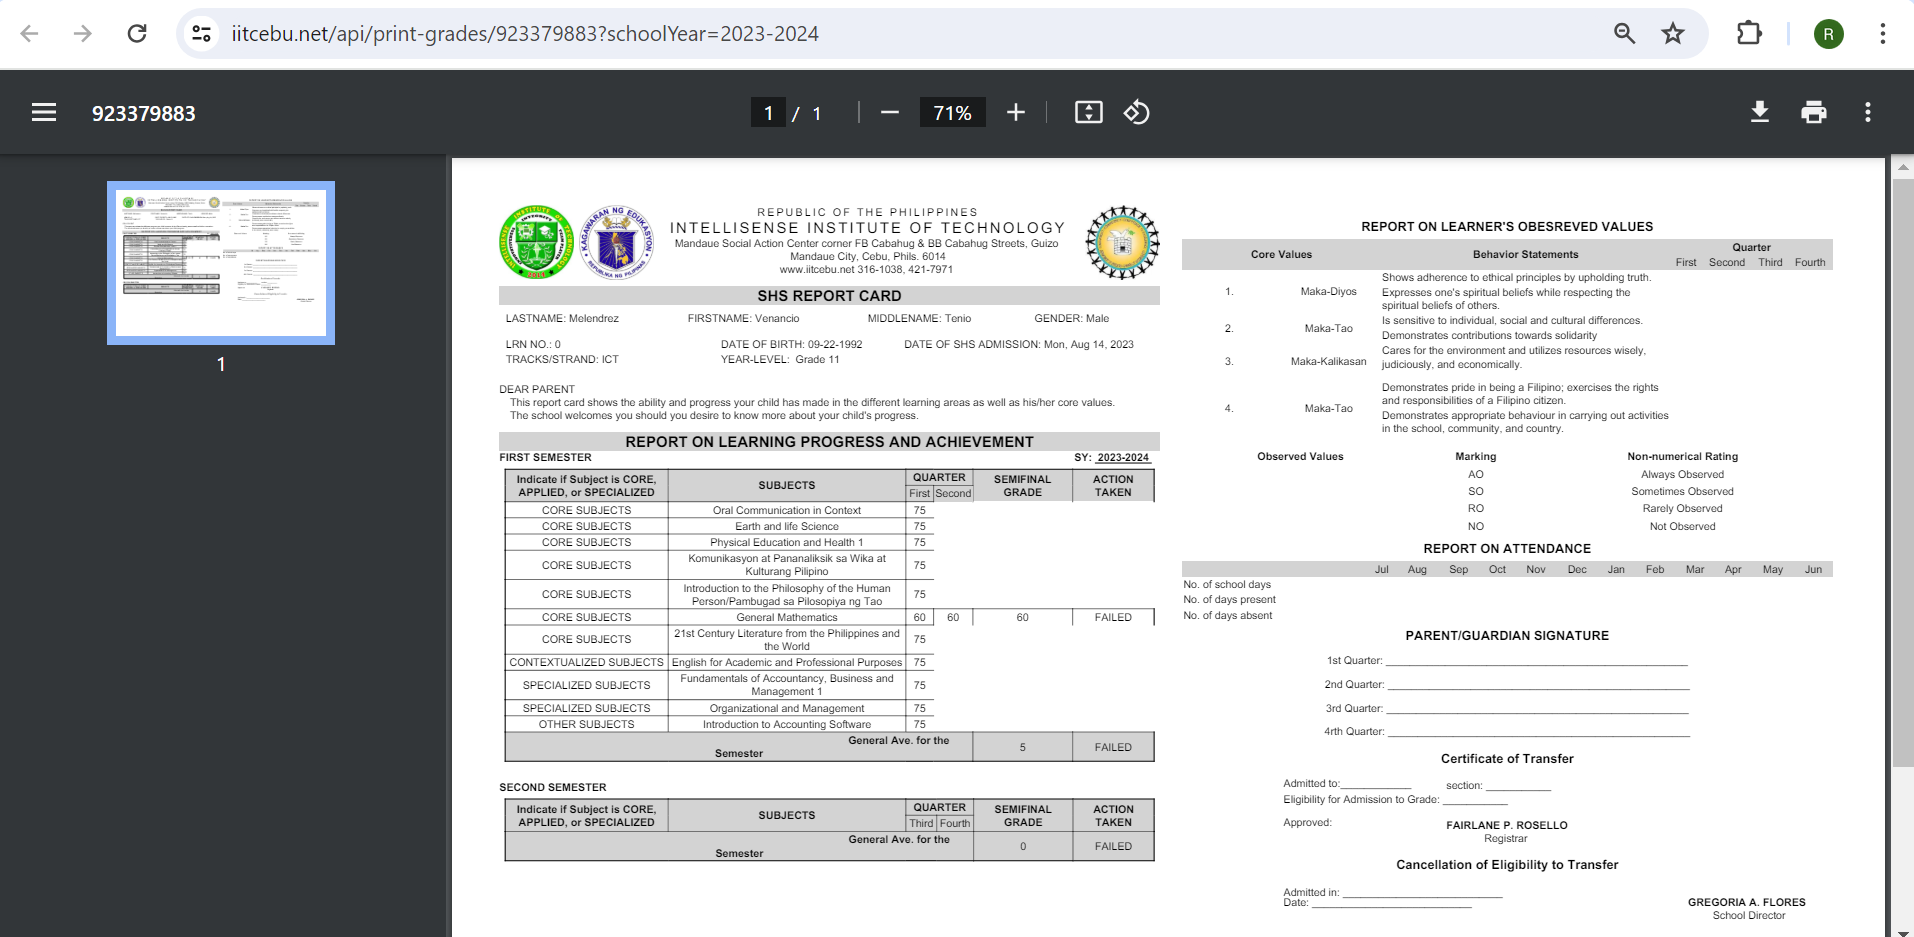 iitcebu.net/api/print-grades/923379883?schoolYear=2023-2024
R
923379883
1 / 1
71%
1
REPUBLIC OF THE PHILIPPINES
INTELLISENSE INSTITUTE OF TECHNOLOGY
Mandaue Social Action Center corner FB Cabahug & BB Cabahug Streets, Guizo
Mandaue City, Cebu, Phils. 6014
www.iitcebu.net 316-1038, 421-7971
SHS REPORT CARD
LASTNAME: Melendrez FIRSTNAME: Venancio MIDDLENAME: Tenio GENDER: Male
LRN NO.: 0 DATE OF BIRTH: 09-22-1992 DATE OF SHS ADMISSION: Mon, Aug 14, 2023
TRACKS/STRAND: ICT YEAR-LEVEL: Grade 11
DEAR PARENT
This report card shows the ability and progress your child has made in the different learning areas as well as his/her core values.
The school welcomes you should you desire to know more about your child's progress.
REPORT ON LEARNING PROGRESS AND ACHIEVEMENT
FIRST SEMESTER SY: 2023-2024
Indicate if Subject is CORE, APPLIED, or SPECIALIZED SUBJECTS QUARTER First Second SEMIFINAL GRADE ACTION TAKEN
CORE SUBJECTS Oral Communication in Context 75
CORE SUBJECTS Earth and life Science 75
CORE SUBJECTS Physical Education and Health 1 75
CORE SUBJECTS Komunikasyon at Pananaliksik sa Wika at Kulturang Pilipino 75
CORE SUBJECTS Introduction to the Philosophy of the Human Person/Pambugad sa Pilosopiya ng Tao 75
CORE SUBJECTS General Mathematics 60 60 60 FAILED
CORE SUBJECTS 21st Century Literature from the Philippines and the World 75
CONTEXTUALIZED SUBJECTS English for Academic and Professional Purposes 75
SPECIALIZED SUBJECTS Fundamentals of Accountancy, Business and Management 1 75
SPECIALIZED SUBJECTS Organizational and Management 75
OTHER SUBJECTS Introduction to Accounting Software 75
General Ave. for the Semester 5 FAILED
SECOND SEMESTER
Indicate if Subject is CORE, APPLIED, or SPECIALIZED SUBJECTS QUARTER Third Fourth SEMIFINAL GRADE ACTION TAKEN
General Ave. for the Semester 0 FAILED
REPORT ON LEARNER'S OBESREVED VALUES
Core Values Behavior Statements Quarter
First Second Third Fourth
1. Maka-Diyos
Shows adherence to ethical principles by upholding truth.
Expresses one's spiritual beliefs while respecting the
spiritual beliefs of others.
2. Maka-Tao
Is sensitive to individual, social and cultural differences.
Demonstrates contributions towards solidarity
3. Maka-Kalikasan
Cares for the environment and utilizes resources wisely,
judiciously, and economically.
4. Maka-Tao
Demonstrates pride in being a Filipino; exercises the rights
and responsibilities of a Filipino citizen.
Demonstrates appropriate behaviour in carrying out activities
in the school, community, and country.
Observed Values Marking Non-numerical Rating
AO Always Observed
SO Sometimes Observed
RO Rarely Observed
NO Not Observed
REPORT ON ATTENDANCE
Jul Aug Sep Oct Nov Dec Jan Feb Mar Apr May Jun
No. of school days
No. of days present
No. of days absent
PARENT/GUARDIAN SIGNATURE
1st Quarter:
2nd Quarter:
3rd Quarter:
4rth Quarter:
Certificate of Transfer
Admitted to: section:
Eligibility for Admission to Grade:
Approved: FAIRLANE P. ROSELLO
Registrar
Cancellation of Eligibility to Transfer
Admitted in:
Date:
GREGORIA A. FLORES
School Director